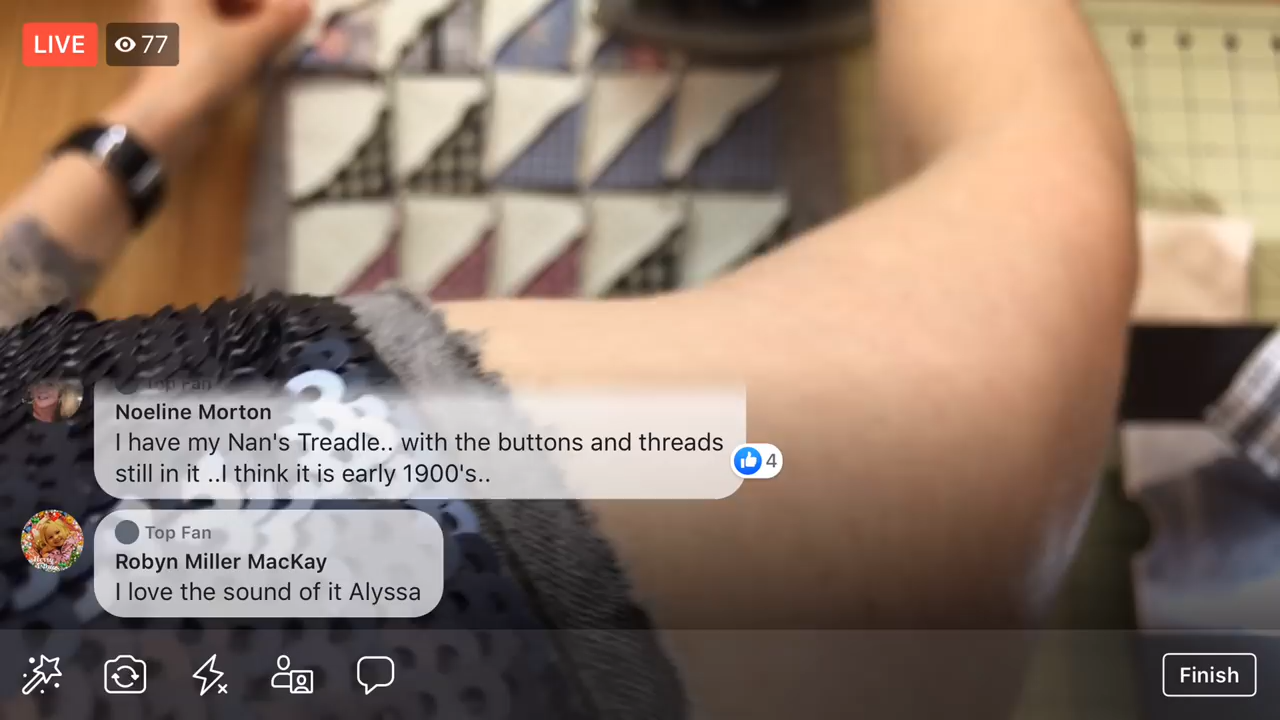 LIVE 77
Top Fan
Noeline Morton
I have my Nan's Treadle.. with the buttons and threads
still in it ..I think it is early 1900's..
4
Top Fan
Robyn Miller MacKay
I love the sound of it Alyssa
Finish